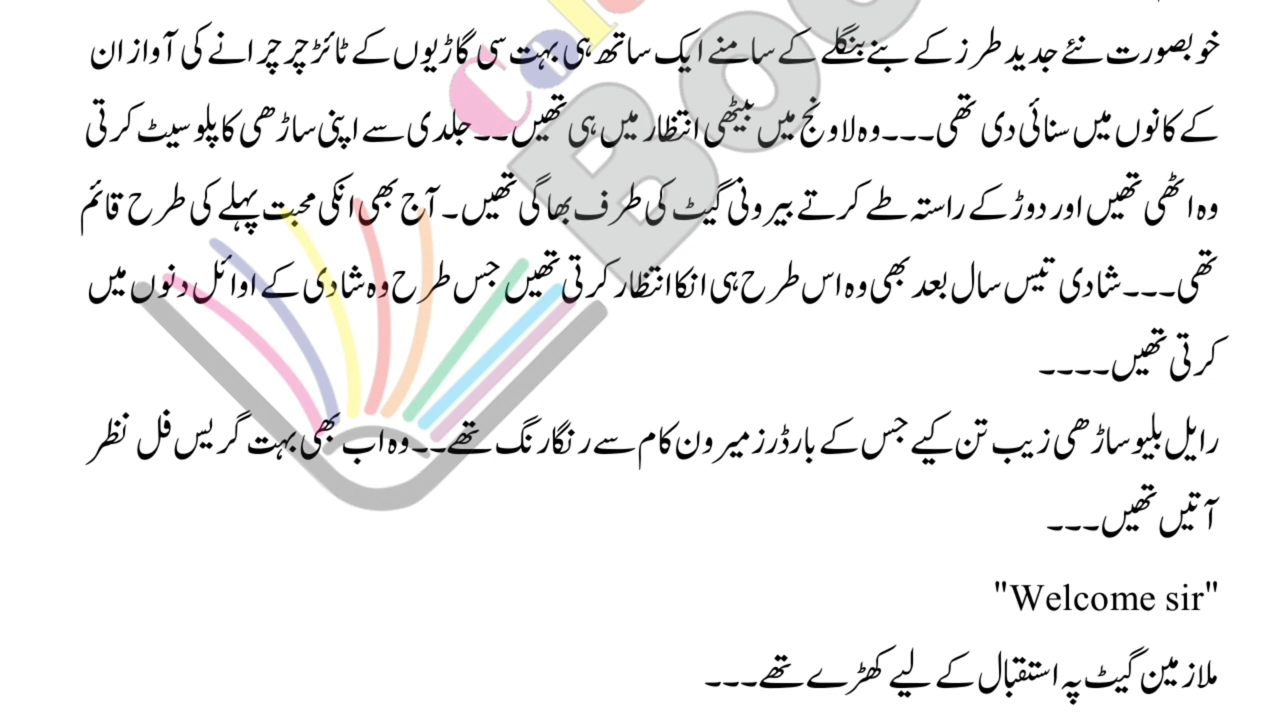 خوبصورت نئے جدید طرز کے بنے بنگلے کے سامنے ایک ساتھ ہی بہت سی گاڑیوں کے ٹائر چرچرانے کی آواز ان
کے کانوں میں سنائی دی تھی۔۔۔وہ لاونج میں بیٹھی انتظار میں ہی تھیں۔۔جلدی سے اپنی ساڑھی کا پلو سیٹ کرتی
وہ اٹھی تھیں اور دوڑ کے راستہ طے کرتے بیرونی گیٹ کی طرف بھاگی تھیں۔ آج بھی انکی محبت پہلے کی طرح قائم
تھی۔۔۔شادی تیس سال بعد بھی وہ اس طرح ہی انکا انتظار کرتی تھیں جس طرح وہ شادی کے اوائل دنوں میں
کرتی تھیں۔۔۔۔
رایل بلیو ساڑھی زیب تن کیے جس کے بارڈرز میرون کام سے رنگا رنگ تھے۔۔وہ اب بھی بہت گریس فل نظر
آتیں تھیں۔۔۔
"Welcome sir"
ملازمین گیٹ پہ استقبال کے لیے کھڑے تھے۔۔۔